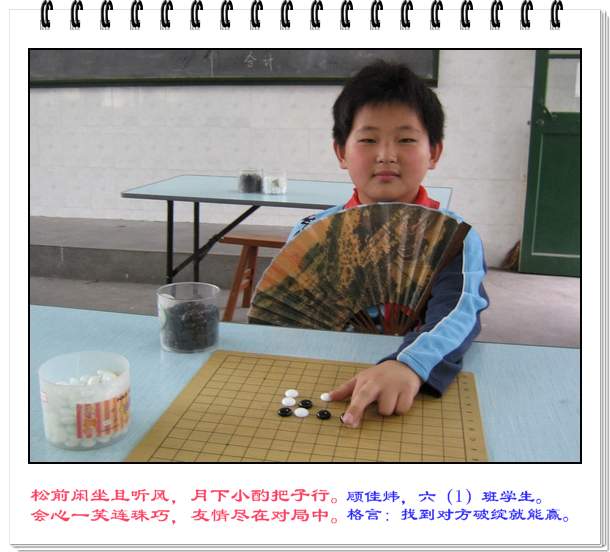 合计
松前闲坐且听风，月下小酌把子行。顾佳炜，六（1）班学生。
会心一笑连珠巧，友情尽在对局中。格言：找到对方破绽就能赢。